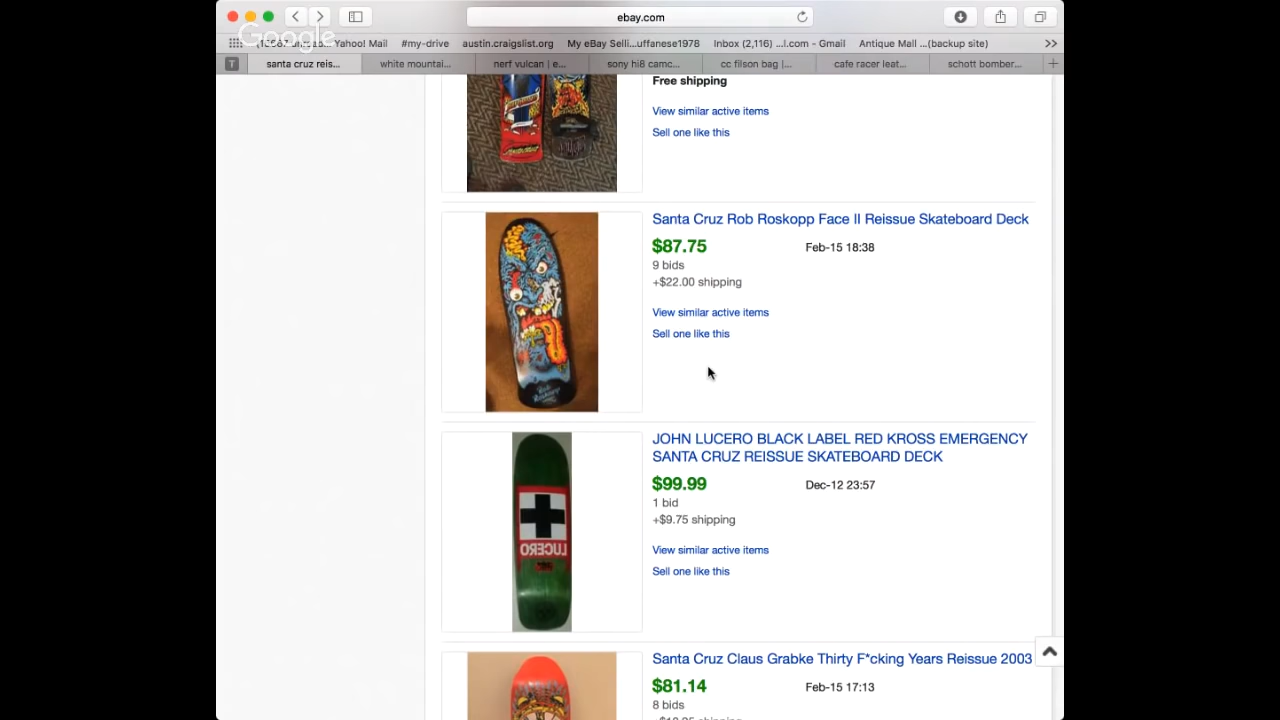 ebay.com
Google
Yahoo! Mail
#my-drive
austin.craigslist.org
My eBay Selli...uffanese1978
Inbox (2,116) ...l.com - Gmail
Antique Mall ...(backup site)
T
santa cruz reis...
white mountai...
nerf vulcan | e...
sony hi8 camc...
cc filson bag |...
cafe racer leat...
schott bomber...
Free shipping
View similar active items
Sell one like this
Santa Cruz Rob Roskopp Face II Reissue Skateboard Deck
$87.75 Feb-15 18:38
9 bids
+$22.00 shipping
View similar active items
Sell one like this
JOHN LUCERO BLACK LABEL RED KROSS EMERGENCY
SANTA CRUZ REISSUE SKATEBOARD DECK
$99.99 Dec-12 23:57
1 bid
+$9.75 shipping
View similar active items
Sell one like this
LUCERO
Santa Cruz Claus Grabke Thirty F*cking Years Reissue 2003
$81.14 Feb-15 17:13
8 bids